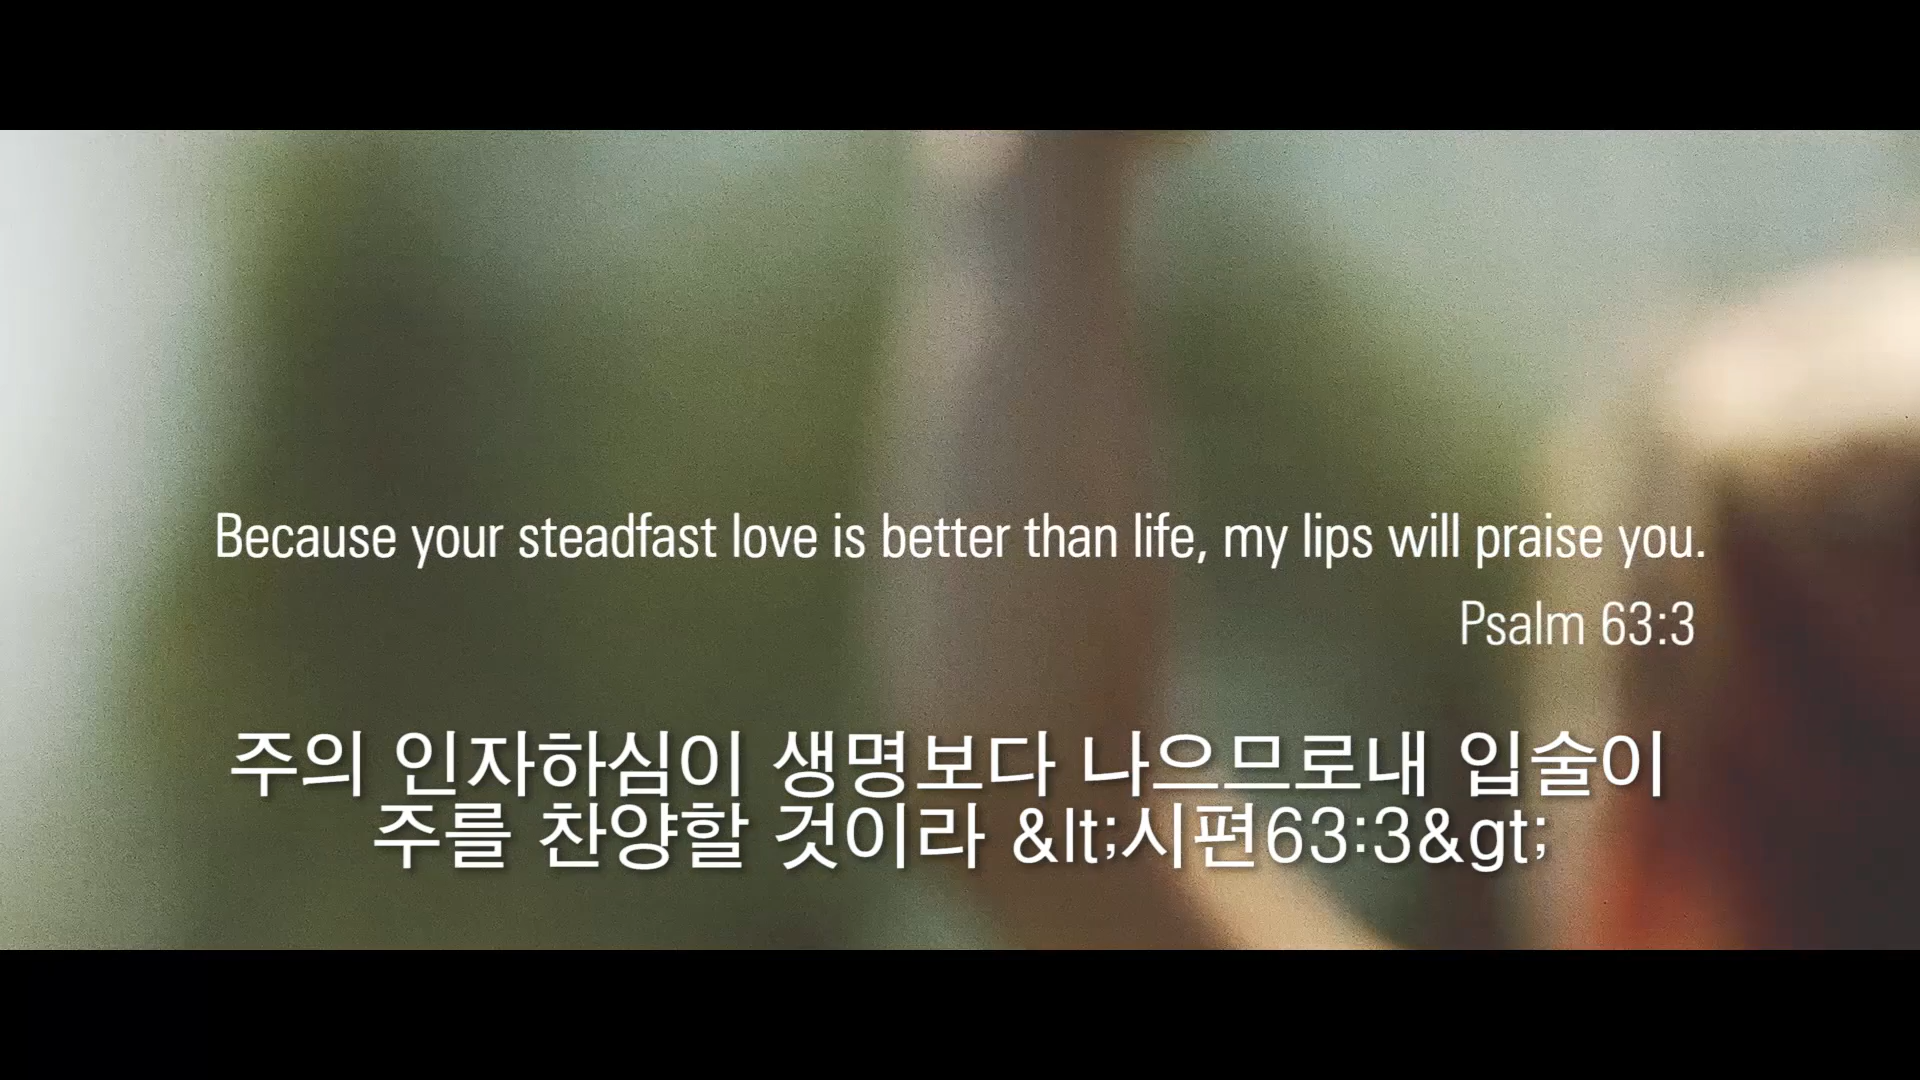 Because your steadfast love is better than life, my lips will praise you.
Psalm 63:3
주의 인자하심이 생명보다 나으므로내 입술이
주를 찬양할 것이라 &lt;시편63:3&gt;